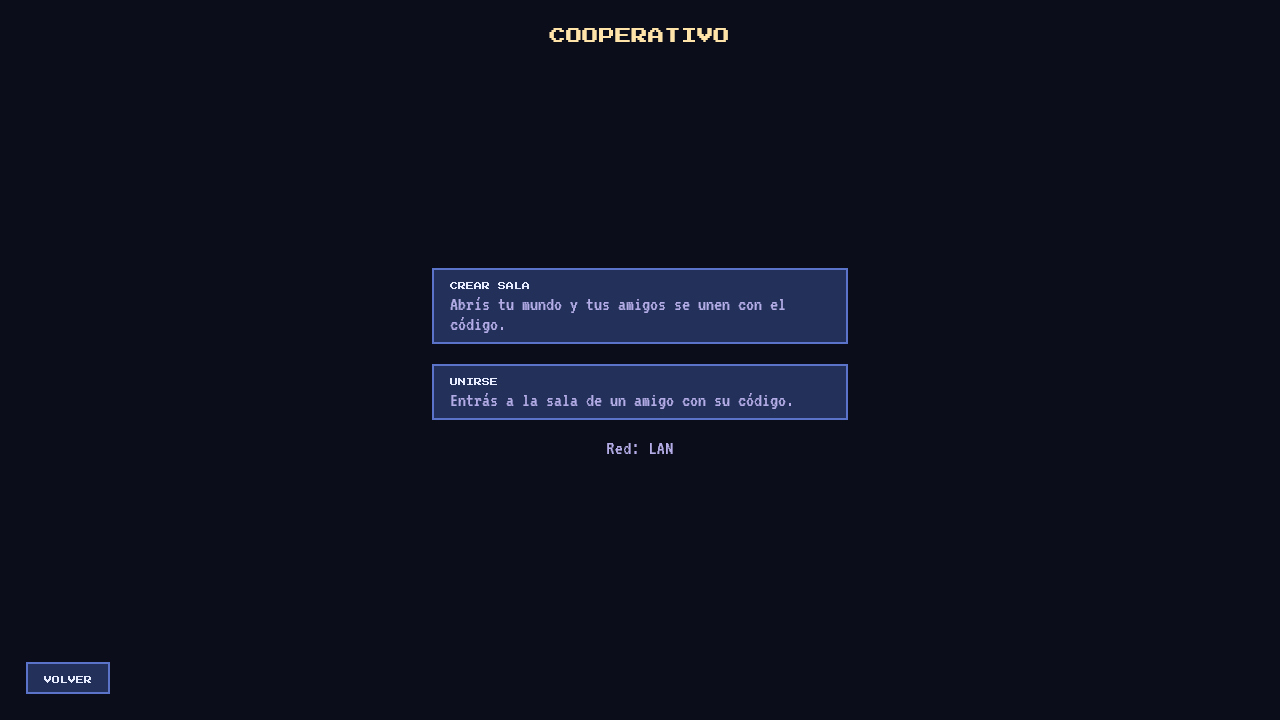 COOPERATIVO
CREAR SALA
Abrís tu mundo y tus amigos se unen con el
código.
UNIRSE
Entrás a la sala de un amigo con su código.
Red: LAN
VOLVER